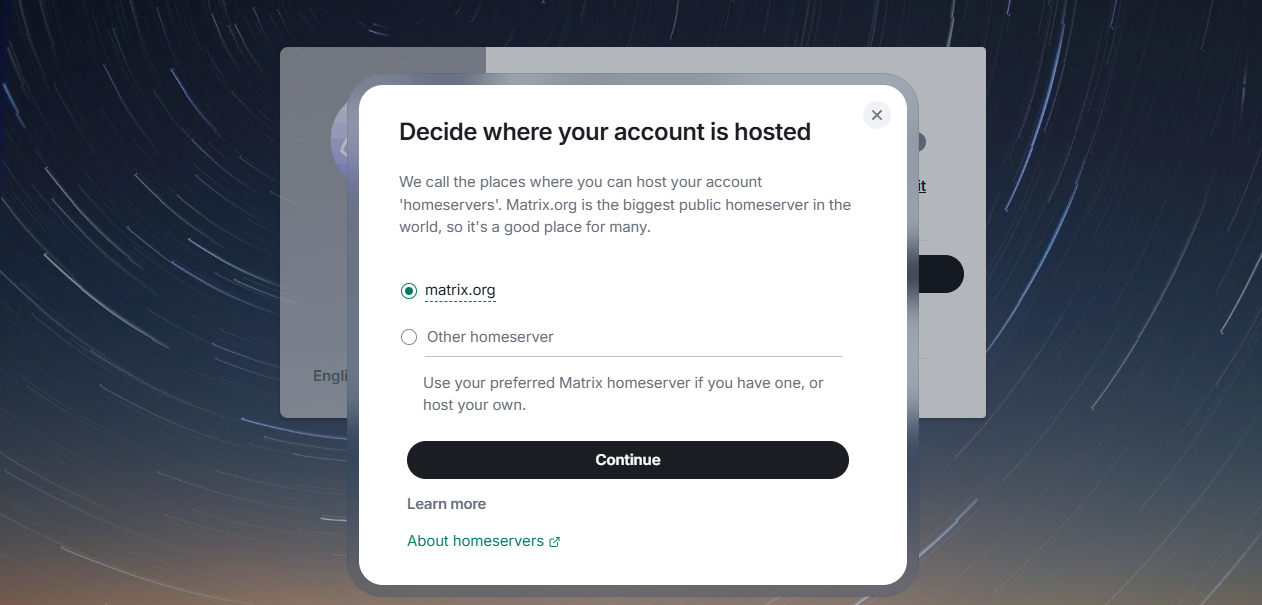 Decide where your account is hosted
We call the places where you can host your account
'homeservers'. Matrix.org is the biggest public homeserver in the
world, so it's a good place for many.
it
matrix.org
Other homeserver
Engli
Use your preferred Matrix homeserver if you have one, or
host your own.
Continue
Learn more
About homeservers